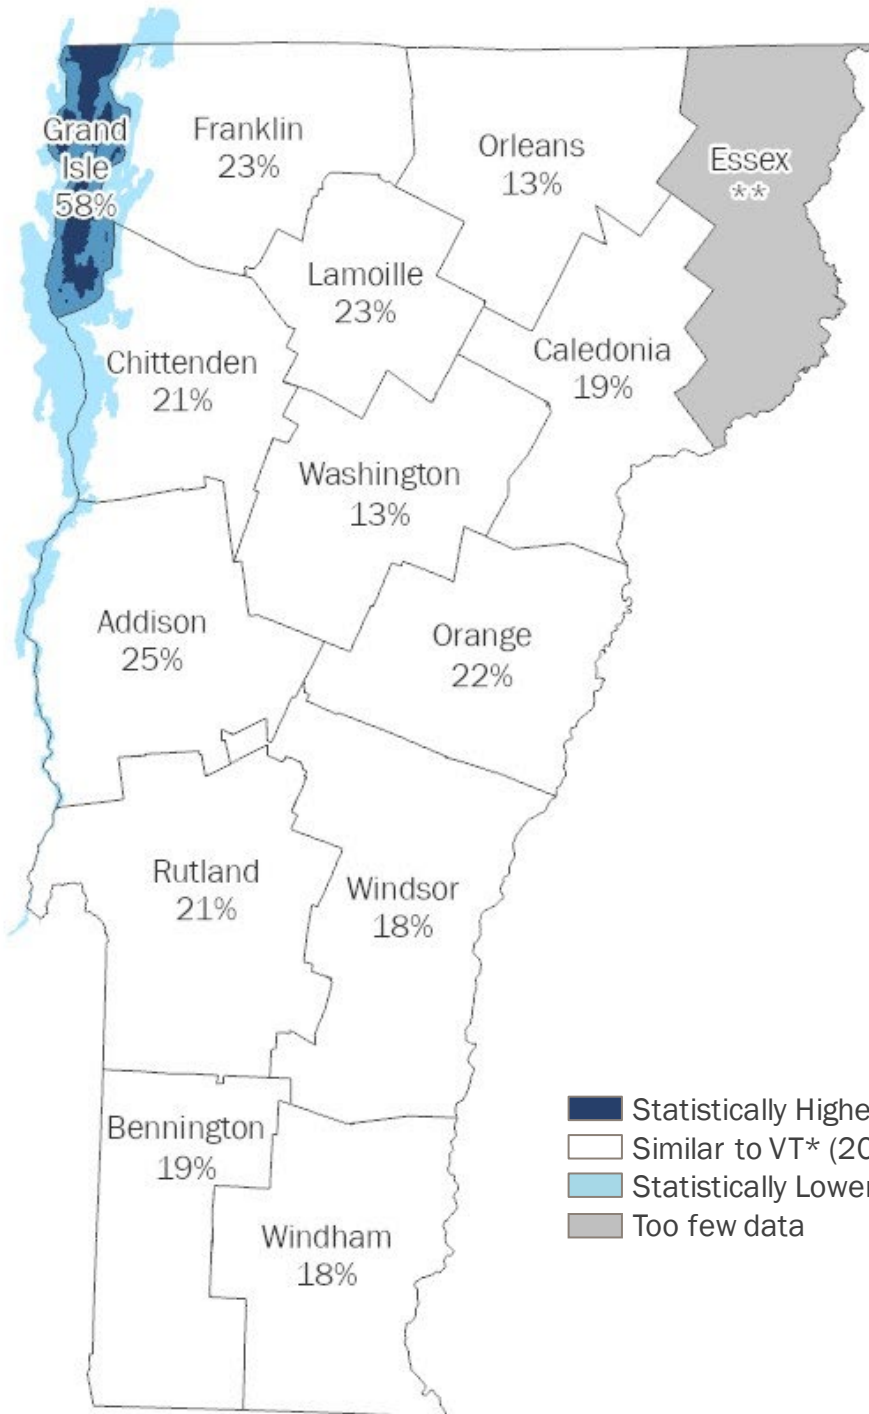 Grand
Isle
58%
Franklin
23%
Orleans
13%
Essex
**
Lamoille
23%
Chittenden
21%
Caledonia
19%
Washington
13%
Addison
25%
Orange
22%
Rutland
21%
Windsor
18%
Bennington
19%
Windham
18%
Statistically Highe
Similar to VT* (20
Statistically Lower
Too few data